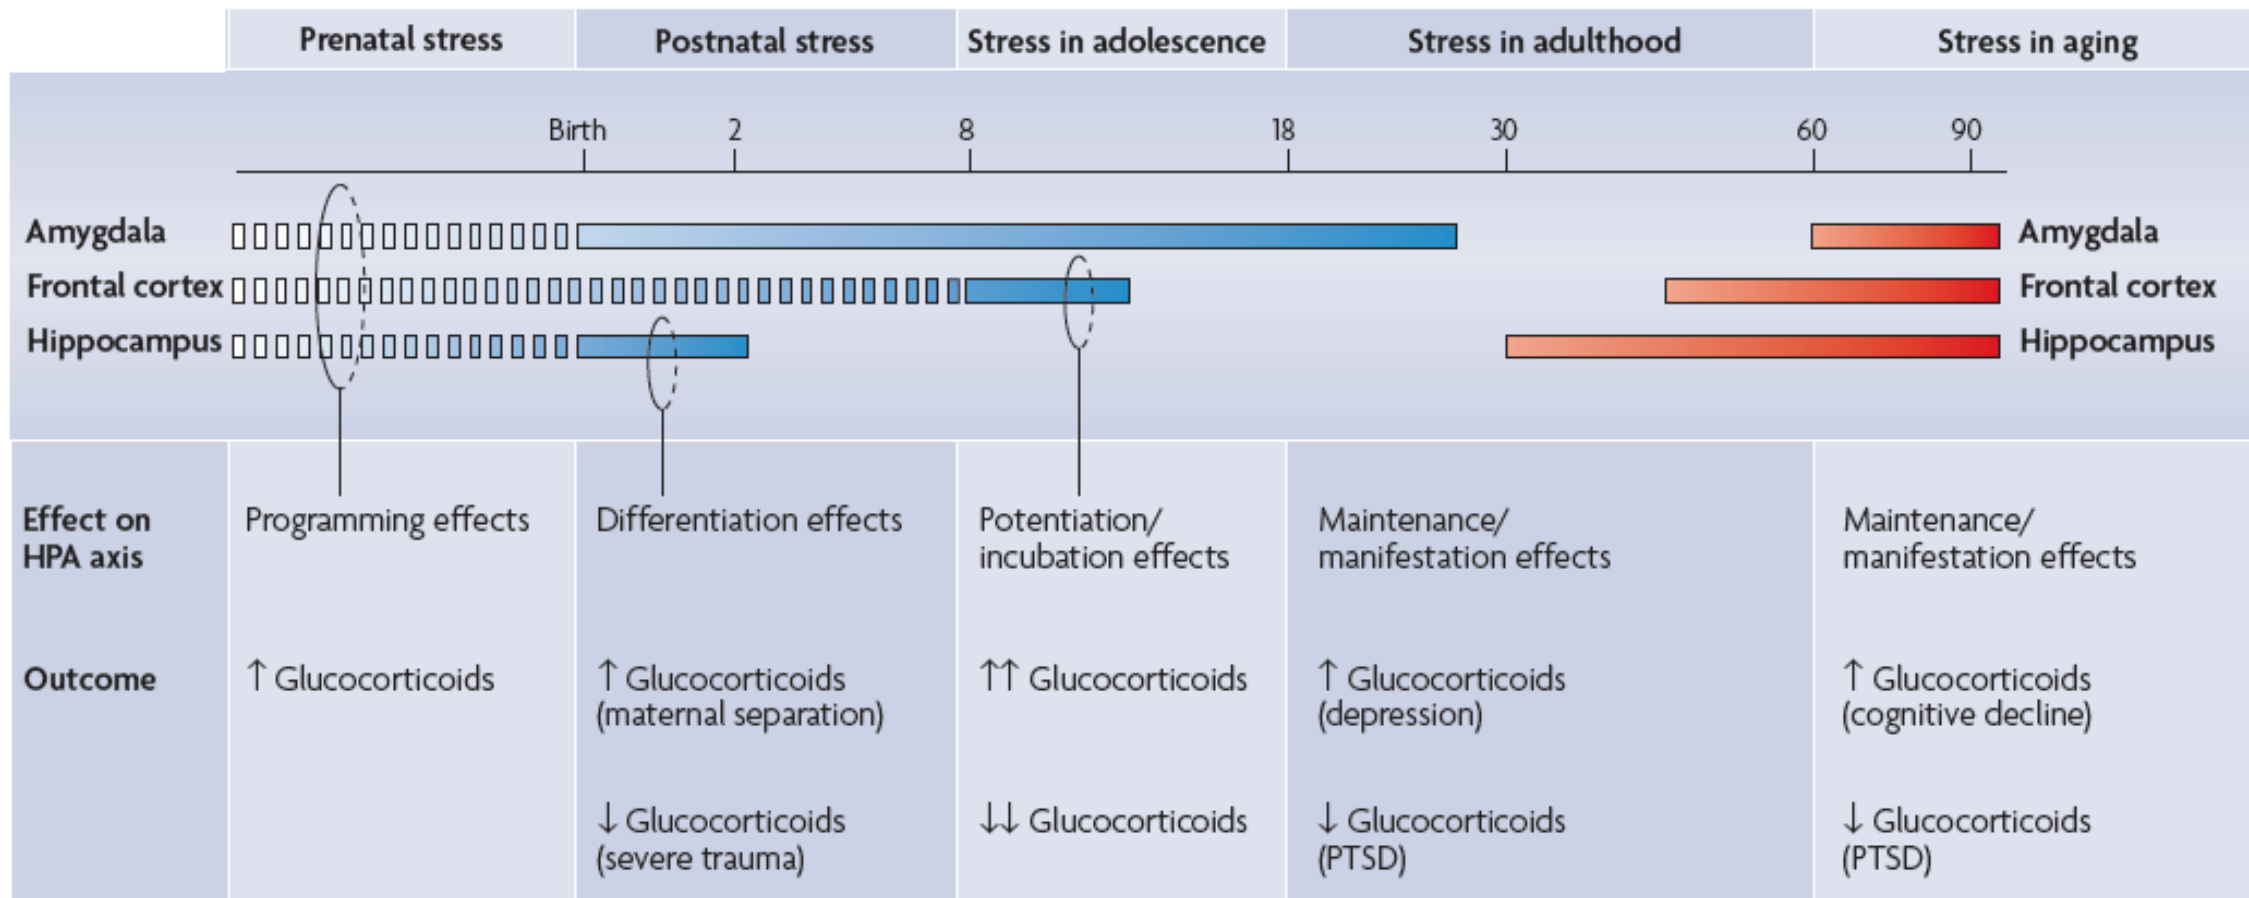 Prenatal stress
Postnatal stress
Stress in adolescence
Stress in adulthood
Stress in aging
Birth 2 8 18 30 60 90
Amygdala Amygdala
Frontal cortex Frontal cortex
Hippocampus Hippocampus
Effect on
HPA axis
Programming effects
Differentiation effects
Potentiation/
incubation effects
Maintenance/
manifestation effects
Maintenance/
manifestation effects
Outcome
↑ Glucocorticoids
↑ Glucocorticoids
(maternal separation)
↑↑ Glucocorticoids
↑ Glucocorticoids
(depression)
↑ Glucocorticoids
(cognitive decline)
↓ Glucocorticoids
(severe trauma)
↓↓ Glucocorticoids
↓ Glucocorticoids
(PTSD)
↓ Glucocorticoids
(PTSD)